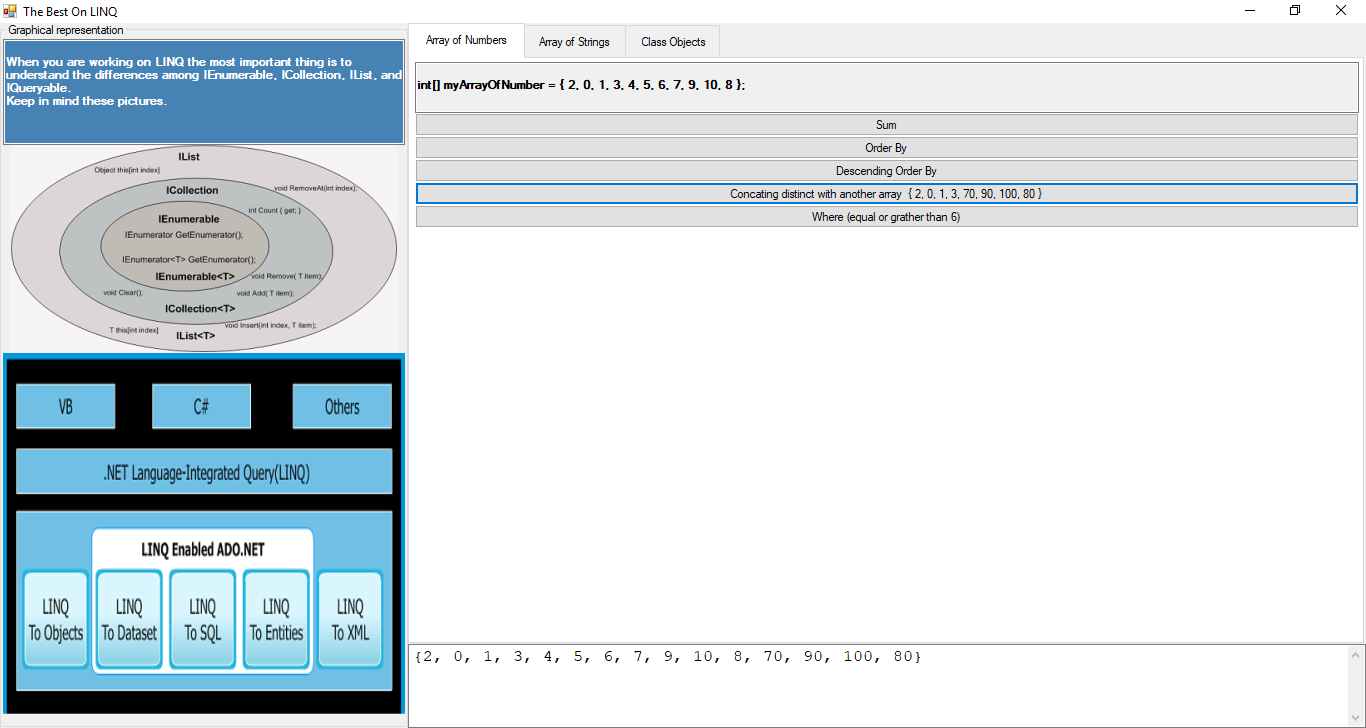 The Best On LINQ
Graphical representation
When you are working on LINQ the most important thing is to
understand the differences among IEnumerable, ICollection, IList, and
IQueryable.
Keep in mind these pictures.
IList
Object this[int index]
ICollection
void RemoveAt(int index);
int Count { get; }
IEnumerable
IEnumerator GetEnumerator();
IEnumerator<T> GetEnumerator();
IEnumerable<T>
void Remove( T item);
void Clear();
void Add( T item);
ICollection<T>
void Insert(int index, T item);
T this[int index]
IList<T>
VB
C#
Others
.NET Language-Integrated Query(LINQ)
LINQ Enabled ADO.NET
LINQ
To Objects
LINQ
To Dataset
LINQ
To SQL
LINQ
To Entities
LINQ
To XML
Array of Numbers
Array of Strings
Class Objects
int[] myArrayOfNumber = { 2, 0, 1, 3, 4, 5, 6, 7, 9, 10, 8 };
Sum
Order By
Descending Order By
Concating distinct with another array  { 2, 0, 1, 3, 70, 90, 100, 80 }
Where (equal or grather than 6)
{2, 0, 1, 3, 4, 5, 6, 7, 9, 10, 8, 70, 90, 100, 80}